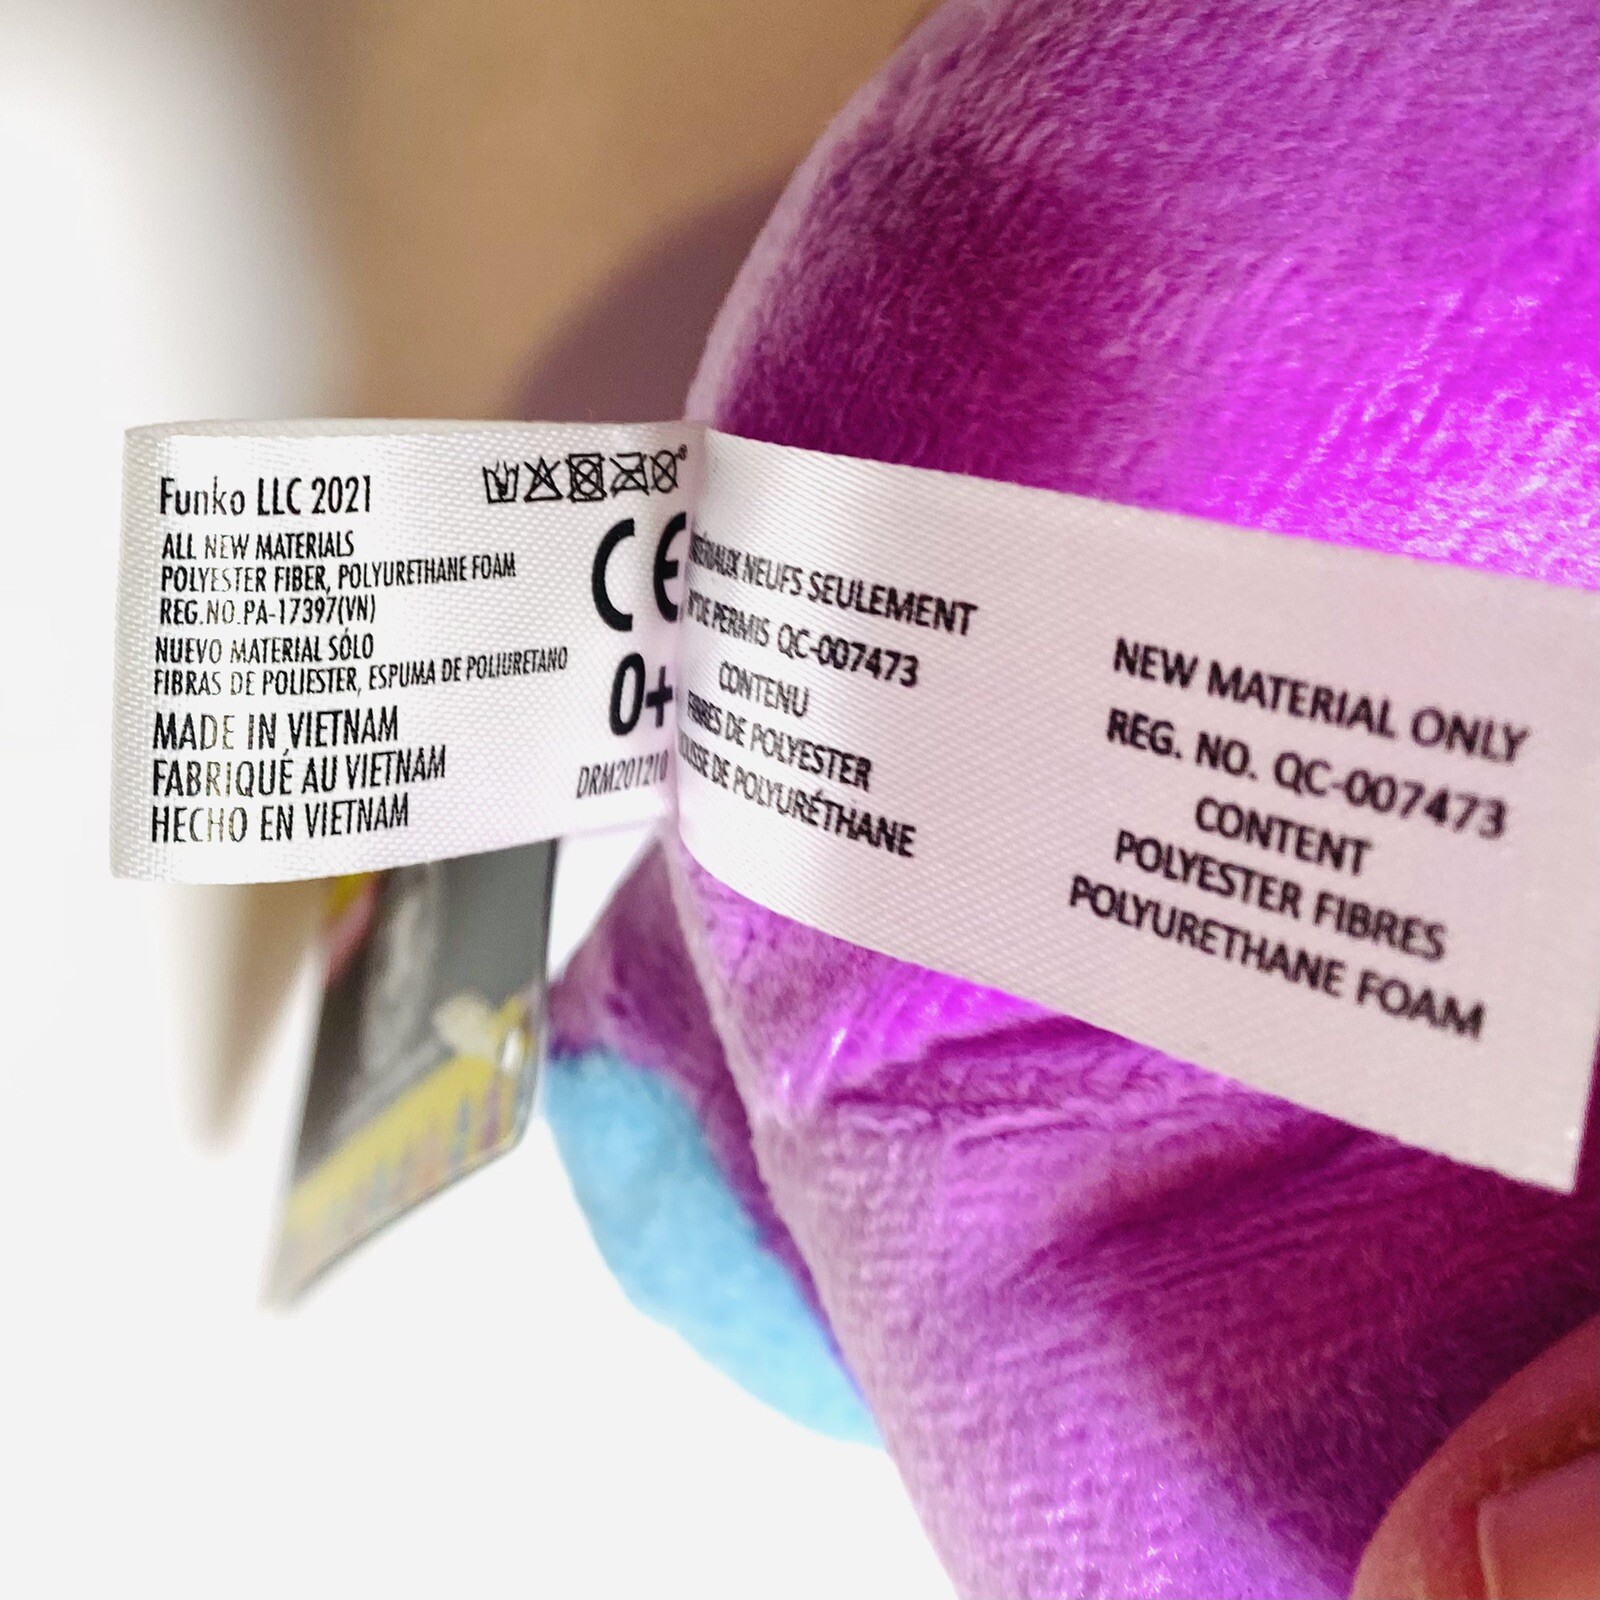 Funko LLC 2021
ALL NEW MATERIALS
POLYESTER FIBER, POLYURETHANE FOAM
REG.NO.PA-17397(VN)
NUEVO MATERIAL SÓLO
FIBRAS DE POLIESTER, ESPUMA DE POLIURETANO
MADE IN VIETNAM
FABRIQUÉ AU VIETNAM
HECHO EN VIETNAM
CE
0+
DRM201210
NEUFS SEULEMENT
DE PERMIS QC-007473
CONTENU
FIBRES DE POLYESTER
DE POLYURÉTHANE
NEW MATERIAL ONLY
REG. NO. QC-007473
CONTENT
POLYESTER FIBRES
POLYURETHANE FOAM